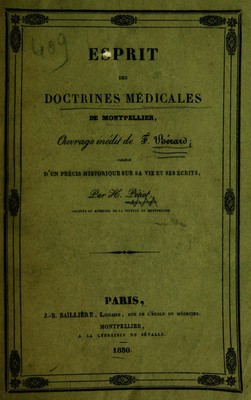 409
ESPRIT
DES
DOCTRINES MÉDICALES
DE MONTPELLIER,
Ouvrage inédit de F. Bérard;
D'UN PRÉCIS HISTORIQUE SUR SA VIE ET SES ÉCRITS,
Par H. Petiot,
PARIS,
J.-B. BAILLIÈRE, LIBRAIRE, RUE DE L'ÉCOLE DE MÉDECINE.
MONTPELLIER,
A LA LIBRAIRIE DE SÉVALLE.
1830.